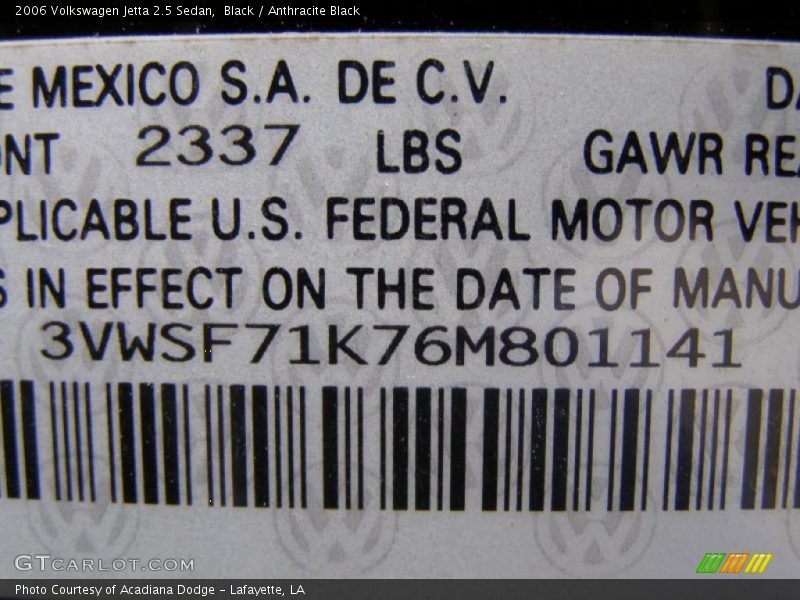 2006 Volkswagen Jetta 2.5 Sedan, Black / Anthracite Black
E MEXICO S.A. DE C.V. DA
ONT 2337 LBS GAWR REA
PLICABLE U.S. FEDERAL MOTOR VEH
S IN EFFECT ON THE DATE OF MANU
3VWSF71K76M801141
GTCARLOT.COM
Photo Courtesy of Acadiana Dodge - Lafayette, LA